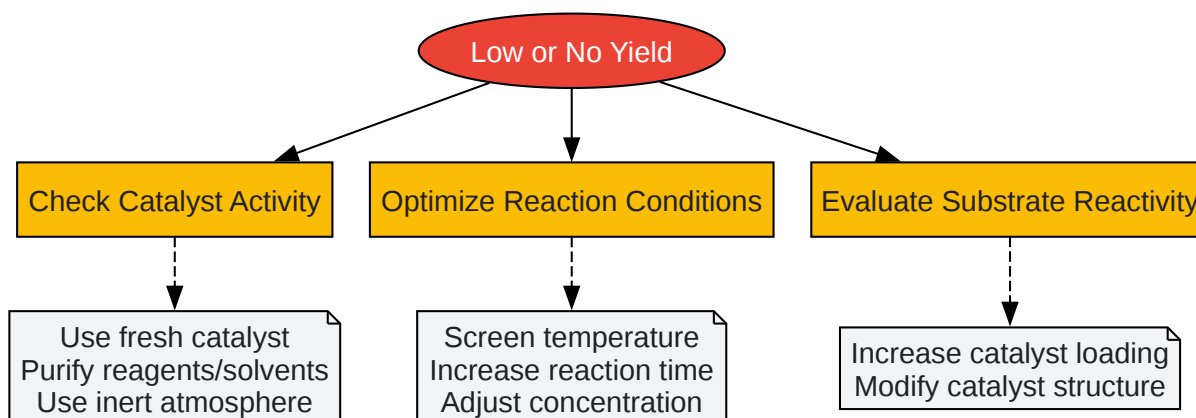 Low or No Yield
Check Catalyst Activity
Optimize Reaction Conditions
Evaluate Substrate Reactivity
Use fresh catalyst
Purify reagents/solvents
Use inert atmosphere
Screen temperature
Increase reaction time
Adjust concentration
Increase catalyst loading
Modify catalyst structure